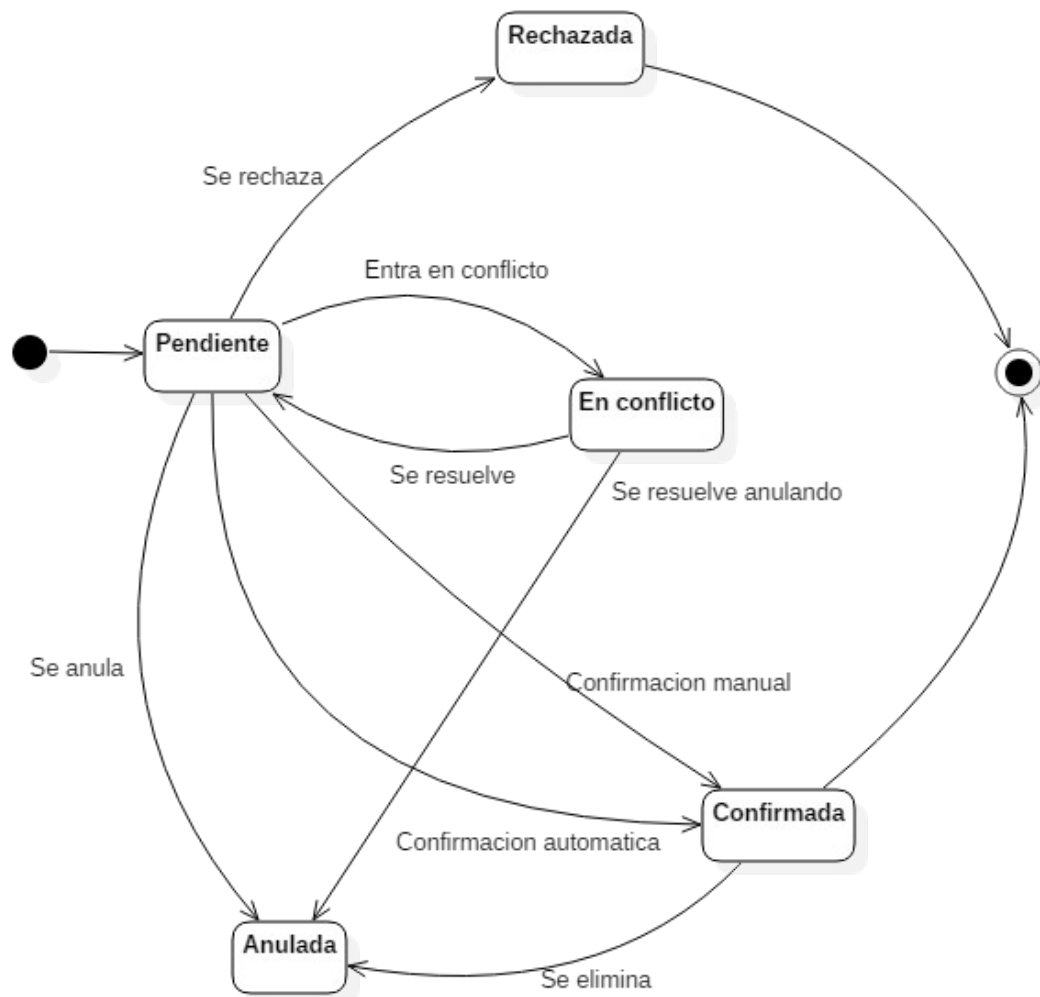 Rechazada
Se rechaza
Entra en conflicto
Pendiente
En conflicto
Se resuelve
Se resuelve anulando
Se anula
Confirmacion manual
Confirmada
Confirmacion automatica
Anulada
Se elimina